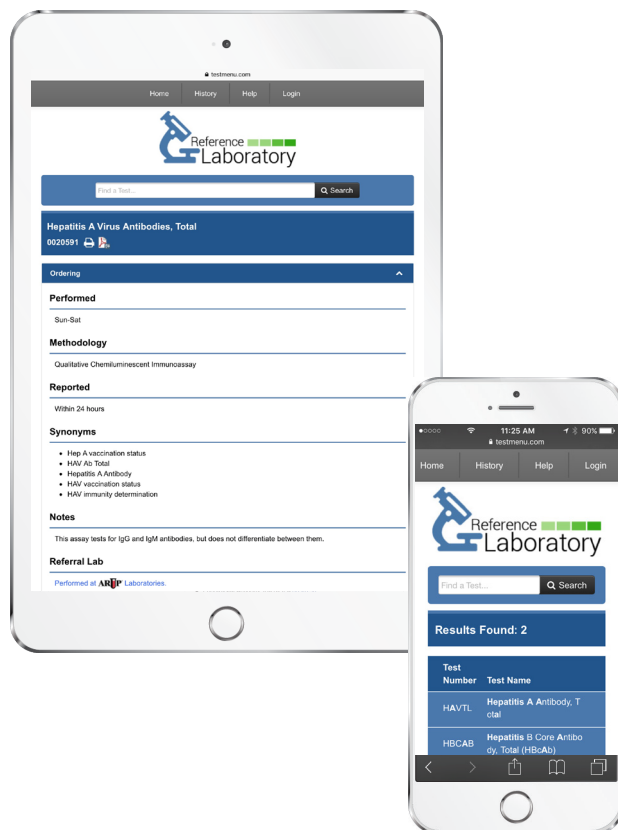 testmenu.com
Home History Help Login
Reference
Laboratory
Find a Test... Search
Hepatitis A Virus Antibodies, Total
0020591
Ordering
Performed
Sun-Sat
Methodology
Qualitative Chemiluminescent Immunoassay
Reported
Within 24 hours
Synonyms
• Hep A vaccination status
• HAV Ab Total
• Hepatitis A Antibody
• HAV vaccination status
• HAV immunity determination
Notes
This assay tests for IgG and IgM antibodies, but does not differentiate between them.
Referral Lab
Performed at ARUP Laboratories.
11:25 AM 90%
testmenu.com
Home History Help Login
Reference
Laboratory
Find a Test... Search
Results Found: 2
Test
Number Test Name
HAVTL Hepatitis A Antibody, T
otal
HBCAB Hepatitis B Core Antibo
dy, Total (HBcAb)